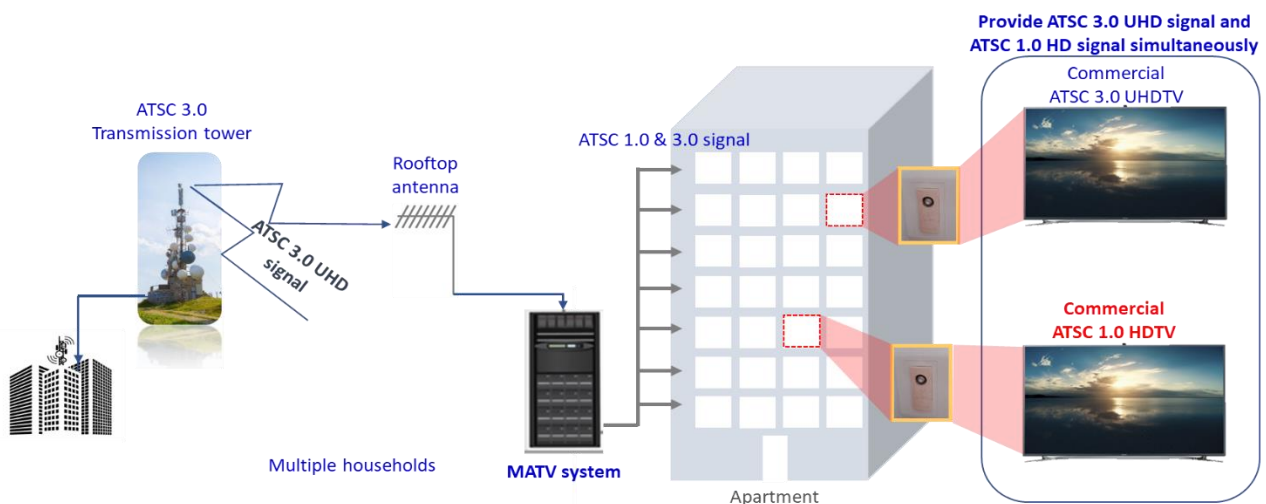 Provide ATSC 3.0 UHD signal and
ATSC 1.0 HD signal simultaneously
Commercial
ATSC 3.0 UHDTV
ATSC 3.0
Transmission tower
ATSC 1.0 & 3.0 signal
Rooftop
antenna
ATSC 3.0 UHD
signal
Commercial
ATSC 1.0 HDTV
Multiple households
MATV system
Apartment